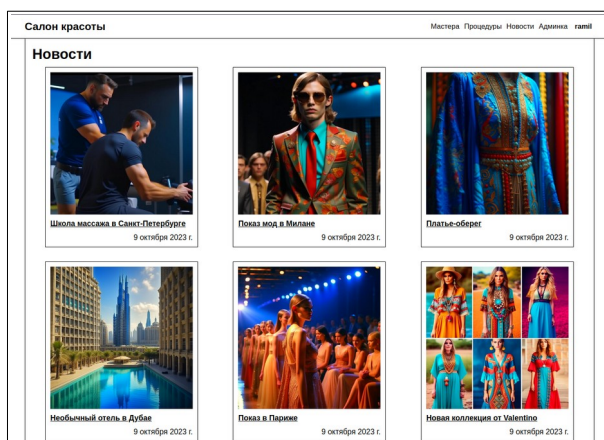 Салон красоты
Мастера Процедуры Новости Админка ramil
Новости
Школа массажа в Санкт-Петербурге
9 октября 2023 г.
Показ мод в Милане
9 октября 2023 г.
Платье-оберег
9 октября 2023 г.
Необычный отель в Дубае
9 октября 2023 г.
Показ в Париже
9 октября 2023 г.
Новая коллекция от Valentino
9 октября 2023 г.